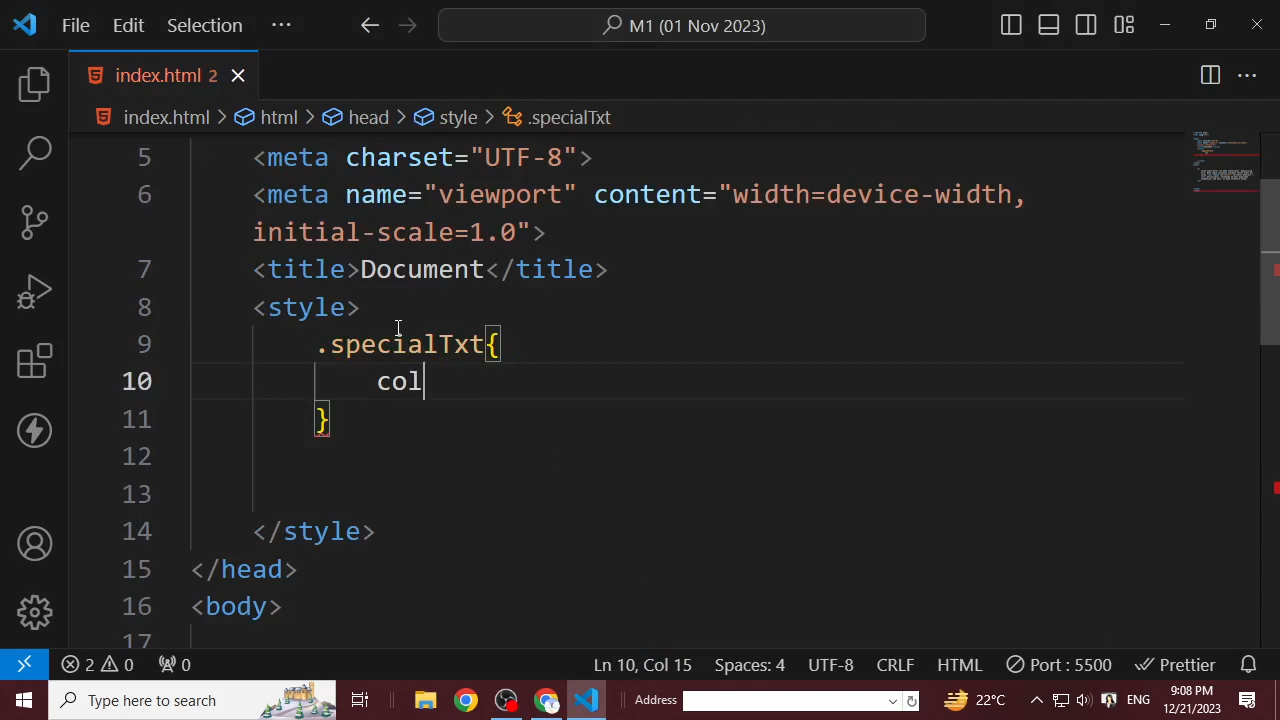 File Edit Selection ··· M1 (01 Nov 2023)
index.html 2
index.html > html > head > style > .specialTxt
5 <meta charset="UTF-8">
6 <meta name="viewport" content="width=device-width,
initial-scale=1.0">
7 <title>Document</title>
8 <style>
9 .specialTxt{
10 col
11 }
12
13
14 </style>
15 </head>
16 <body>
17
2 0 0 Ln 10, Col 15 Spaces: 4 UTF-8 CRLF HTML Port : 5500 Prettier
Type here to search Address 22°C ENG 9:08 PM
12/21/2023